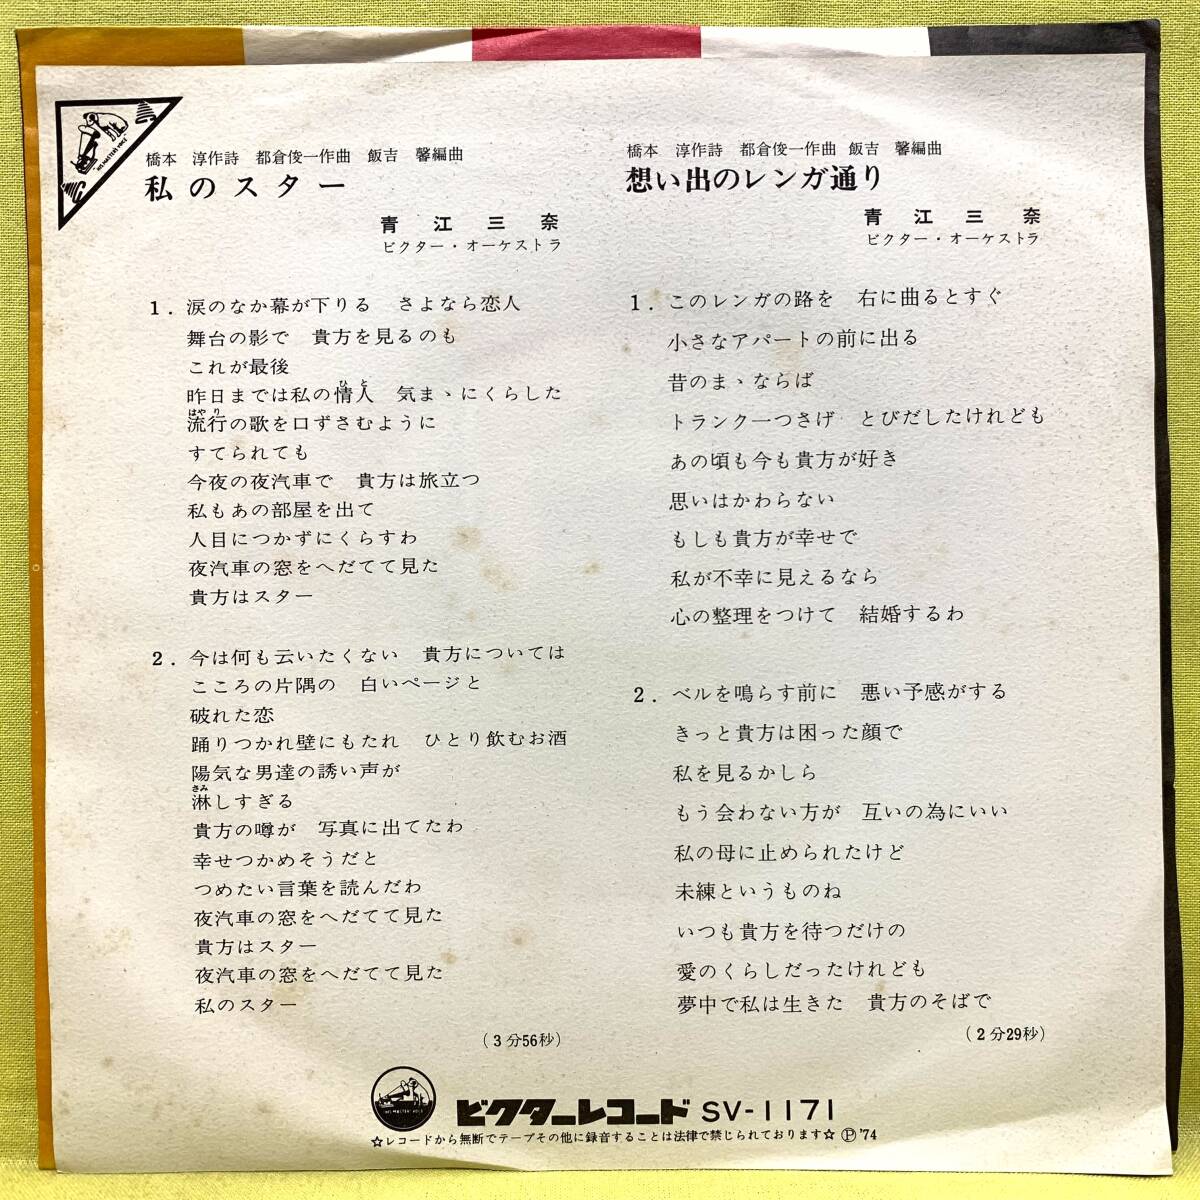 橋本 淳作詩 都倉俊一作曲 飯吉 馨編曲
私のスター
青江三奈
ビクター・オーケストラ
1. 涙のなか幕が下りる さよなら恋人
舞台の影で 貴方を見るのも
これが最後
昨日までは私の情人 気まゝにくらした
ひと
はやり
流行の歌を口ずさむように
すてられても
今夜の夜汽車で 貴方は旅立つ
私もあの部屋を出て
人目につかずにくらすわ
夜汽車の窓をへだてて見た
貴方はスター
2. 今は何も云いたくない 貴方については
こころの片隅の 白いページと
破れた恋
踊りつかれ壁にもたれ ひとり飲むお酒
陽気な男達の誘い声が
さみ
淋しすぎる
貴方の噂が 写真に出てたわ
幸せつかめそうだと
つめたい言葉を読んだわ
夜汽車の窓をへだてて見た
貴方はスター
夜汽車の窓をへだてて見た
私のスター
(3分56秒)
橋本 淳作詩 都倉俊一作曲 飯吉 馨編曲
想い出のレンガ通り
青江三奈
ビクター・オーケストラ
1. このレンガの路を 右に曲るとすぐ
小さなアパートの前に出る
昔のまゝならば
トランク一つさげ とびだしたけれども
あの頃も今も貴方が好き
思いはかわらない
もしも貴方が幸せで
私が不幸に見えるなら
心の整理をつけて 結婚するわ
2. ベルを鳴らす前に 悪い予感がする
きっと貴方は困った顔で
私を見るかしら
もう会わない方が 互いの為にいい
私の母に止められたけど
未練というものね
いつも貴方を待つだけの
愛のくらしだったけれども
夢中で私は生きた 貴方のそばで
(2分29秒)
"HIS MASTER'S VOICE"
"HIS MASTER'S VOICE"
ビクターレコード SV-1171
☆レコードから無断でテープその他に録音することは法律で禁じられております☆ Ⓟ'74